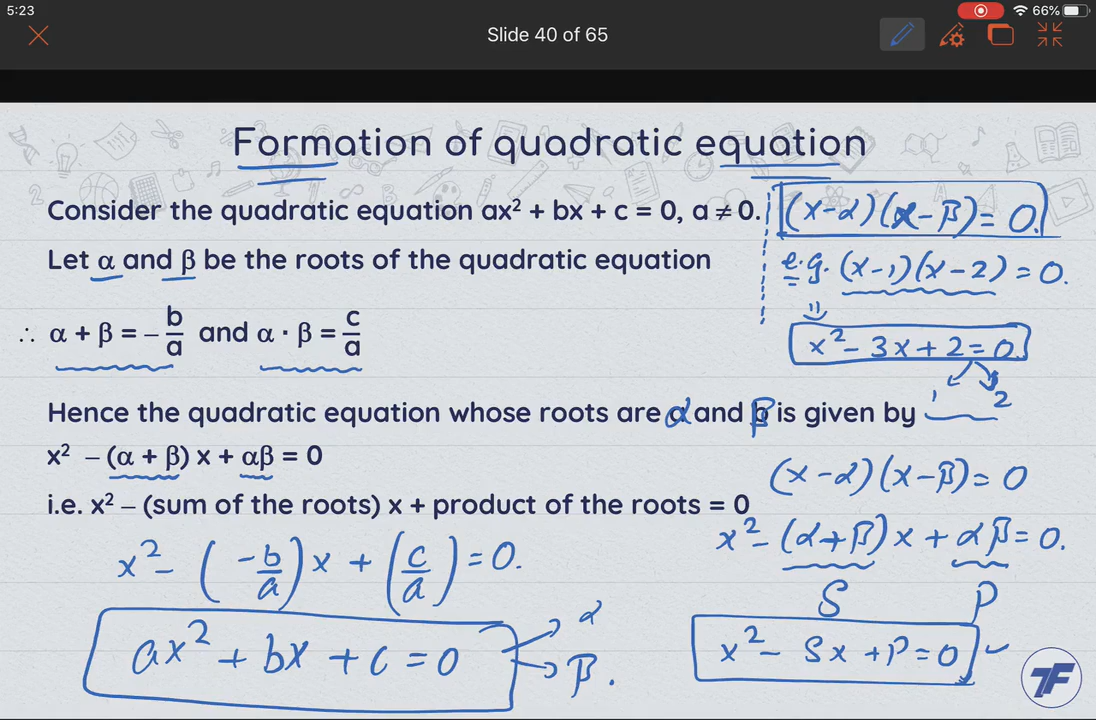 5:23
66%
Slide 40 of 65
Formation of quadratic equation
Consider the quadratic equation ax² + bx + c = 0, a ≠ 0.
(x-α)(x-β)=0.
Let α and β be the roots of the quadratic equation
e.g. (x-1)(x-2)=0.
∴ α + β = – b/a and α · β = c/a
x²-3x+2=0.
1 2
Hence the quadratic equation whose roots are α and β is given by
x² – (α + β) x + αβ = 0
(x-α)(x-β)=0
i.e. x² – (sum of the roots) x + product of the roots = 0
x²-(α+β)x+αβ=0.
x²-(-b/a)x+(c/a)=0.
S P
ax²+bx+c=0 α β.
x²-Sx+P=0